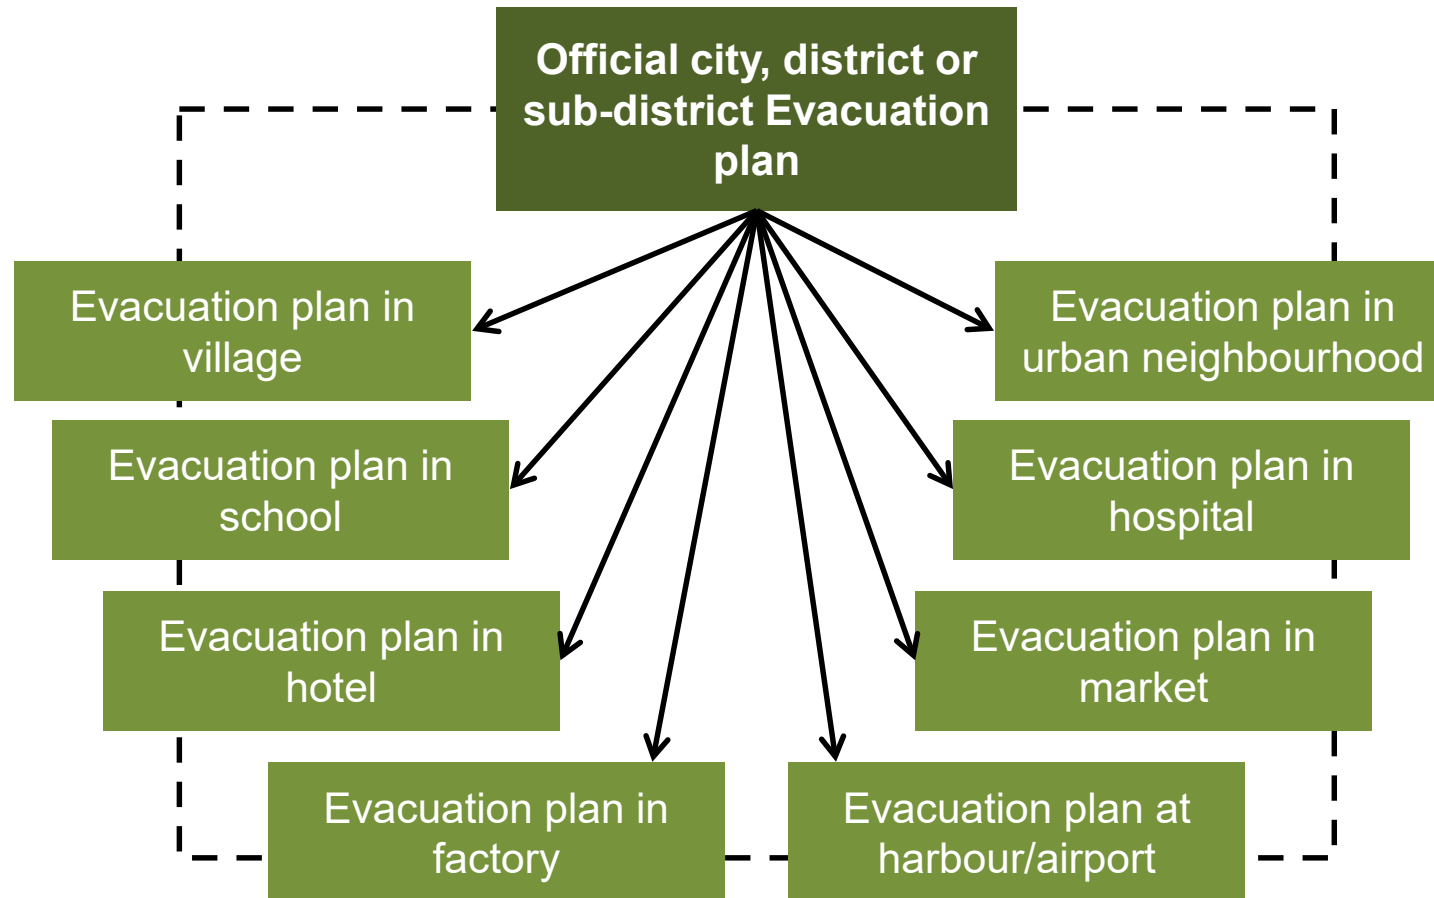 Official city, district or
sub-district Evacuation
plan
Evacuation plan in
village
Evacuation plan in
urban neighbourhood
Evacuation plan in
school
Evacuation plan in
hospital
Evacuation plan in
hotel
Evacuation plan in
market
Evacuation plan in
factory
Evacuation plan at
harbour/airport